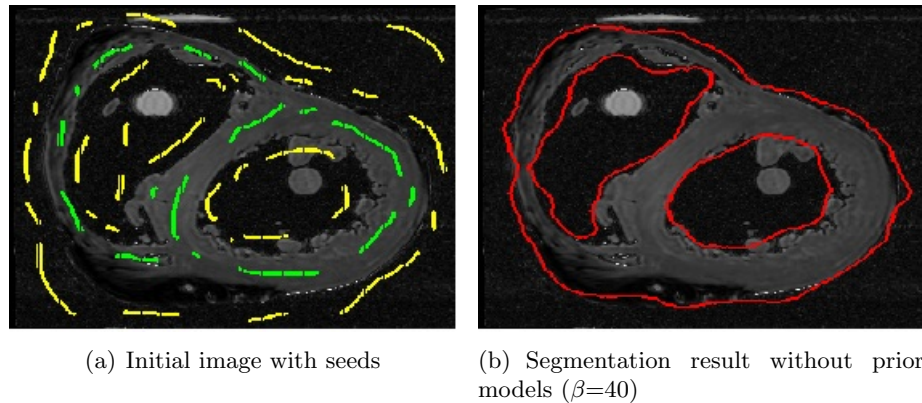 (a) Initial image with seeds
(b) Segmentation result without prior
models (β=40)